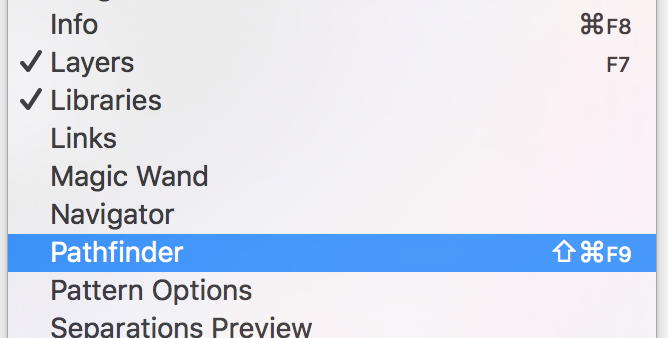 Info ⌘F8
✓ Layers F7
✓ Libraries
Links
Magic Wand
Navigator
Pathfinder ⇧⌘F9
Pattern Options
Separations Preview